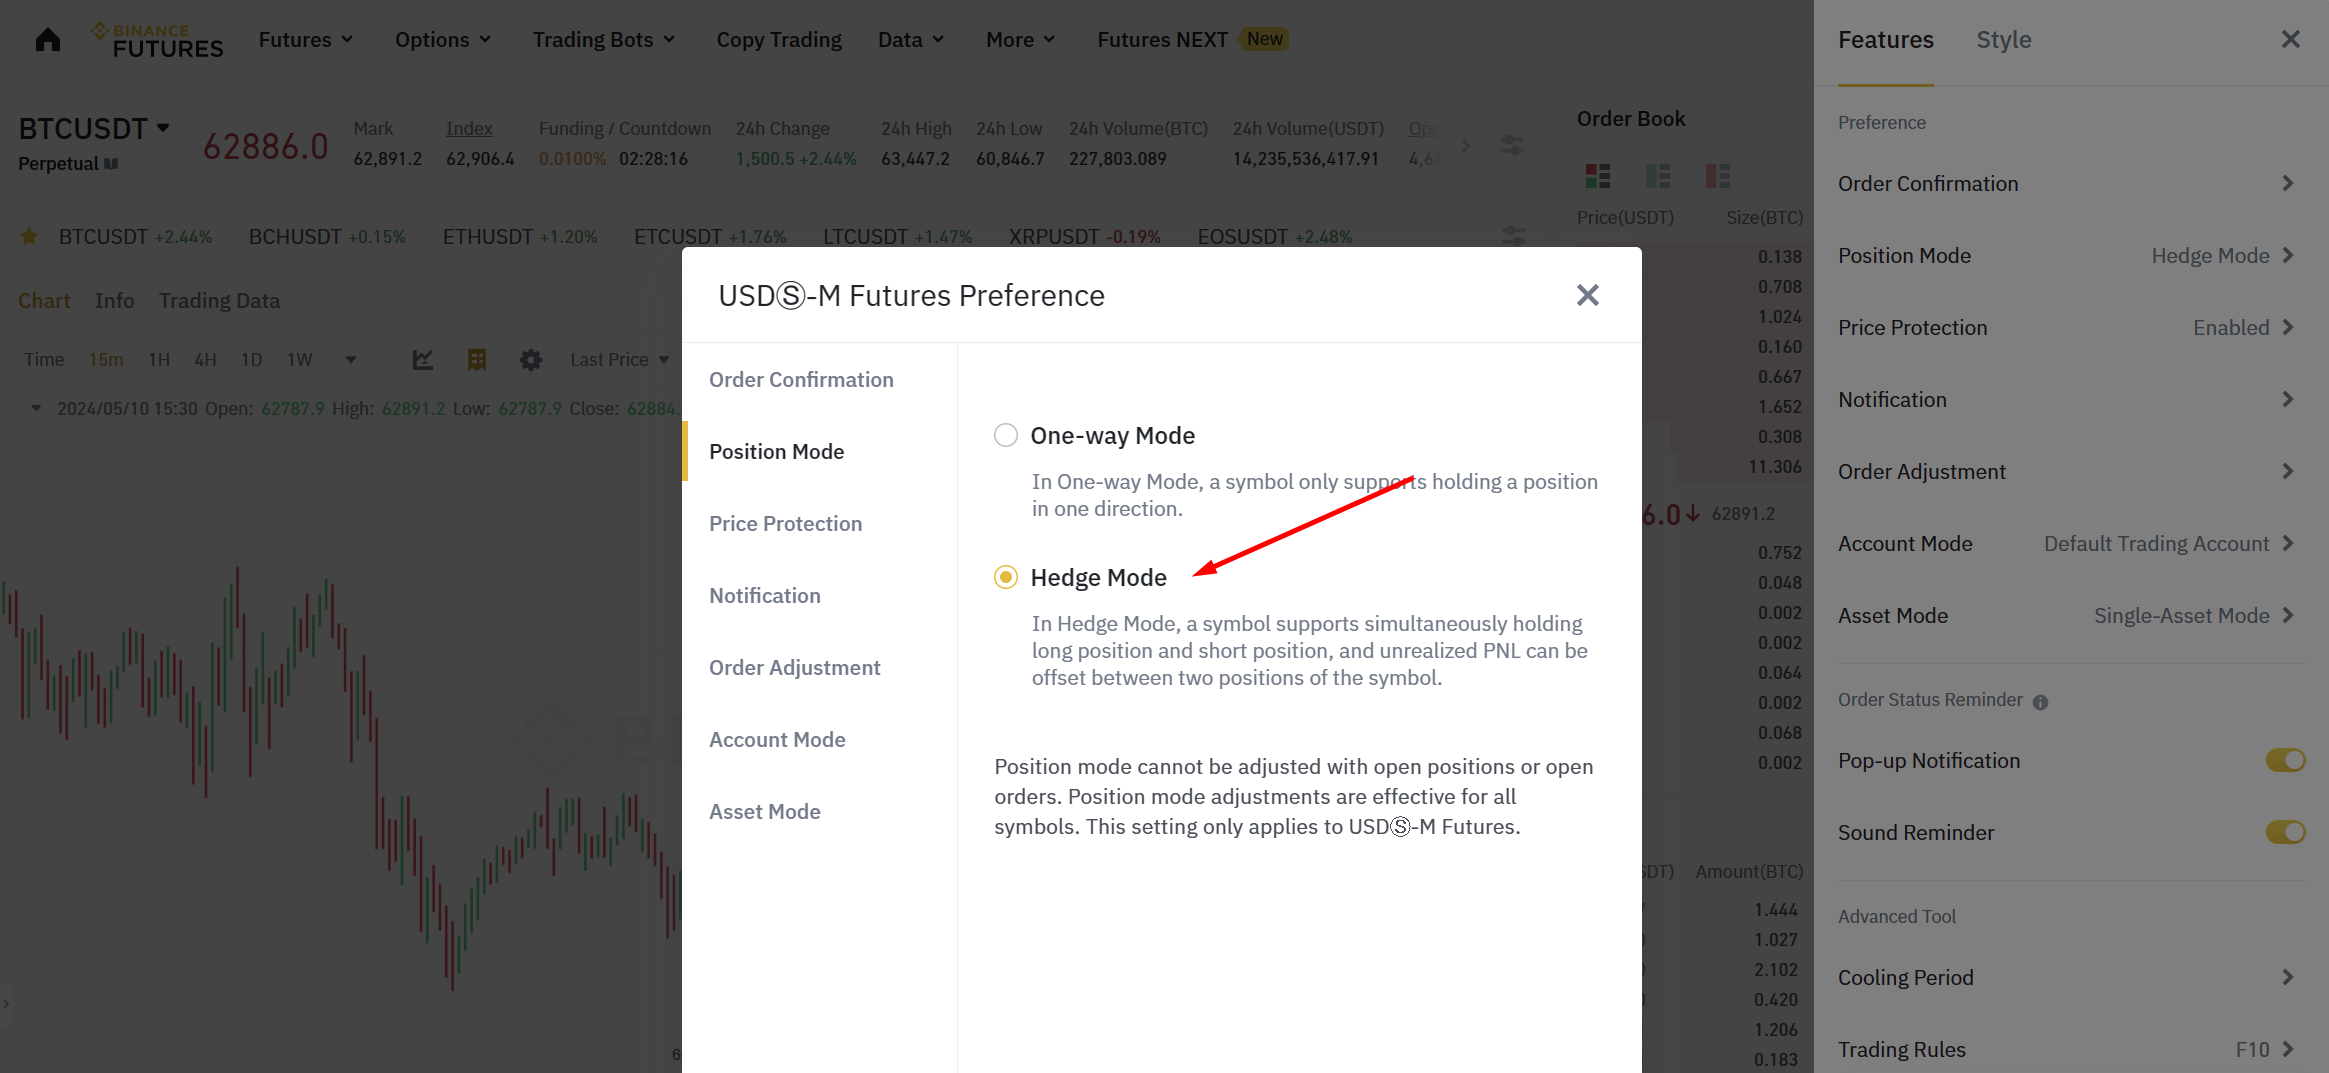 BINANCE
FUTURES
Futures
Options
Trading Bots
Copy Trading
Data
More
Futures NEXT
New
Features
Style
BTCUSDT
Perpetual
62886.0
Mark
62,891.2
Index
62,906.4
Funding / Countdown
0.0100% 02:28:16
24h Change
1,500.5 +2.44%
24h High
63,447.2
24h Low
60,846.7
24h Volume(BTC)
227,803.089
24h Volume(USDT)
14,235,536,417.91
BTCUSDT +2.44%
BCHUSDT +0.15%
ETHUSDT +1.20%
ETCUSDT +1.76%
LTCUSDT +1.47%
XRPUSDT -0.19%
EOSUSDT +2.48%
Chart
Info
Trading Data
Time
15m
1H
4H
1D
1W
Last Price
2024/05/10 15:30 Open: 62787.9 High: 62891.2 Low: 62787.9 Close: 62884.
Order Book
Price(USDT)
Size(BTC)
0.138
0.708
1.024
0.160
0.667
1.652
0.308
11.306
6.0↓ 62891.2
0.752
0.048
0.002
0.002
0.064
0.002
0.068
0.002
Amount(BTC)
1.444
1.027
2.102
0.420
1.206
0.183
USDⓈ-M Futures Preference
Order Confirmation
Position Mode
Price Protection
Notification
Order Adjustment
Account Mode
Asset Mode
One-way Mode
In One-way Mode, a symbol only supports holding a position
in one direction.
Hedge Mode
In Hedge Mode, a symbol supports simultaneously holding
long position and short position, and unrealized PNL can be
offset between two positions of the symbol.
Position mode cannot be adjusted with open positions or open
orders. Position mode adjustments are effective for all
symbols. This setting only applies to USDⓈ-M Futures.
Preference
Order Confirmation
Position Mode
Hedge Mode
Price Protection
Enabled
Notification
Order Adjustment
Account Mode
Default Trading Account
Asset Mode
Single-Asset Mode
Order Status Reminder
Pop-up Notification
Sound Reminder
Advanced Tool
Cooling Period
Trading Rules
F10